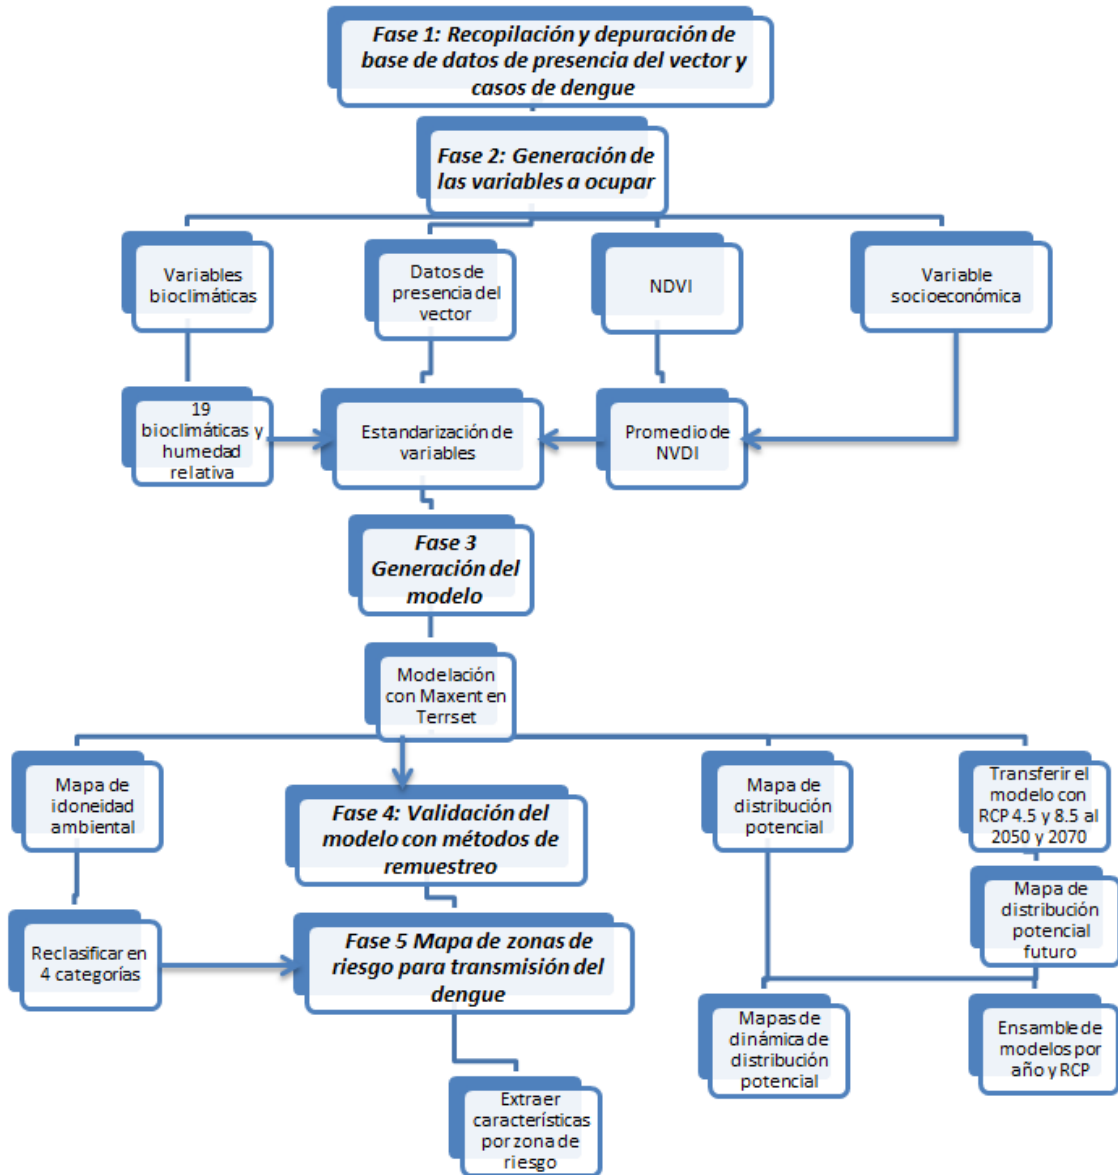 Fase 1: Recopilación y depuración de
base de datos de presencia del vector y
casos de dengue
Fase 2: Generación de
las variables a ocupar
Variables
bioclimáticas
Datos de
presencia del
vector
NDVI
Variable
socioeconómica
19
bioclimáticas y
humedad
relativa
Estandarización de
variables
Promedio de
NVDI
Fase 3
Generación del
modelo
Modelación
con Maxent en
Terrset
Mapa de
idoneidad
ambiental
Fase 4: Validación del
modelo con métodos de
remuestreo
Mapa de
distribución
potencial
Transferir el
modelo con
RCP 4.5 y 8.5 al
2050 y 2070
Reclasificar en
4 categorías
Fase 5 Mapa de zonas de
riesgo para transmisión del
dengue
Mapa de
distribución
potencial
futuro
Mapas de
dinámica de
distribución
potencial
Ensamble de
modelos por
año y RCP
Extraer
características
por zona de
riesgo